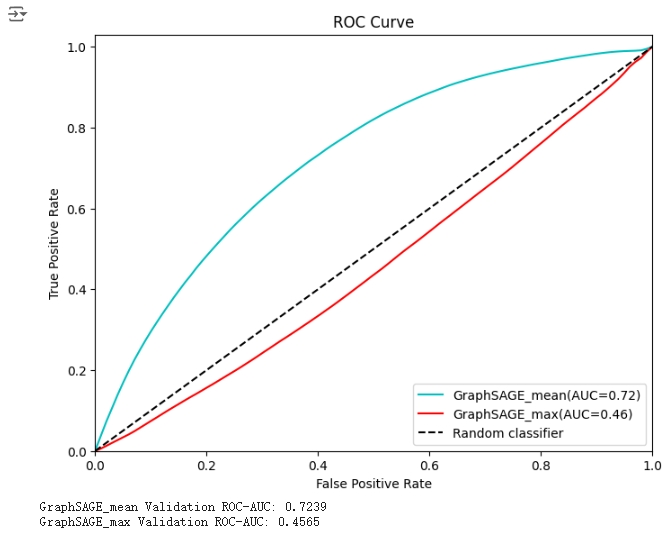 ROC Curve
1.0
0.8
0.6
0.4
0.2
0.0
True Positive Rate
0.0 0.2 0.4 0.6 0.8 1.0
False Positive Rate
GraphSAGE_mean(AUC=0.72)
GraphSAGE_max(AUC=0.46)
Random classifier
GraphSAGE_mean Validation ROC-AUC: 0.7239
GraphSAGE_max Validation ROC-AUC: 0.4565